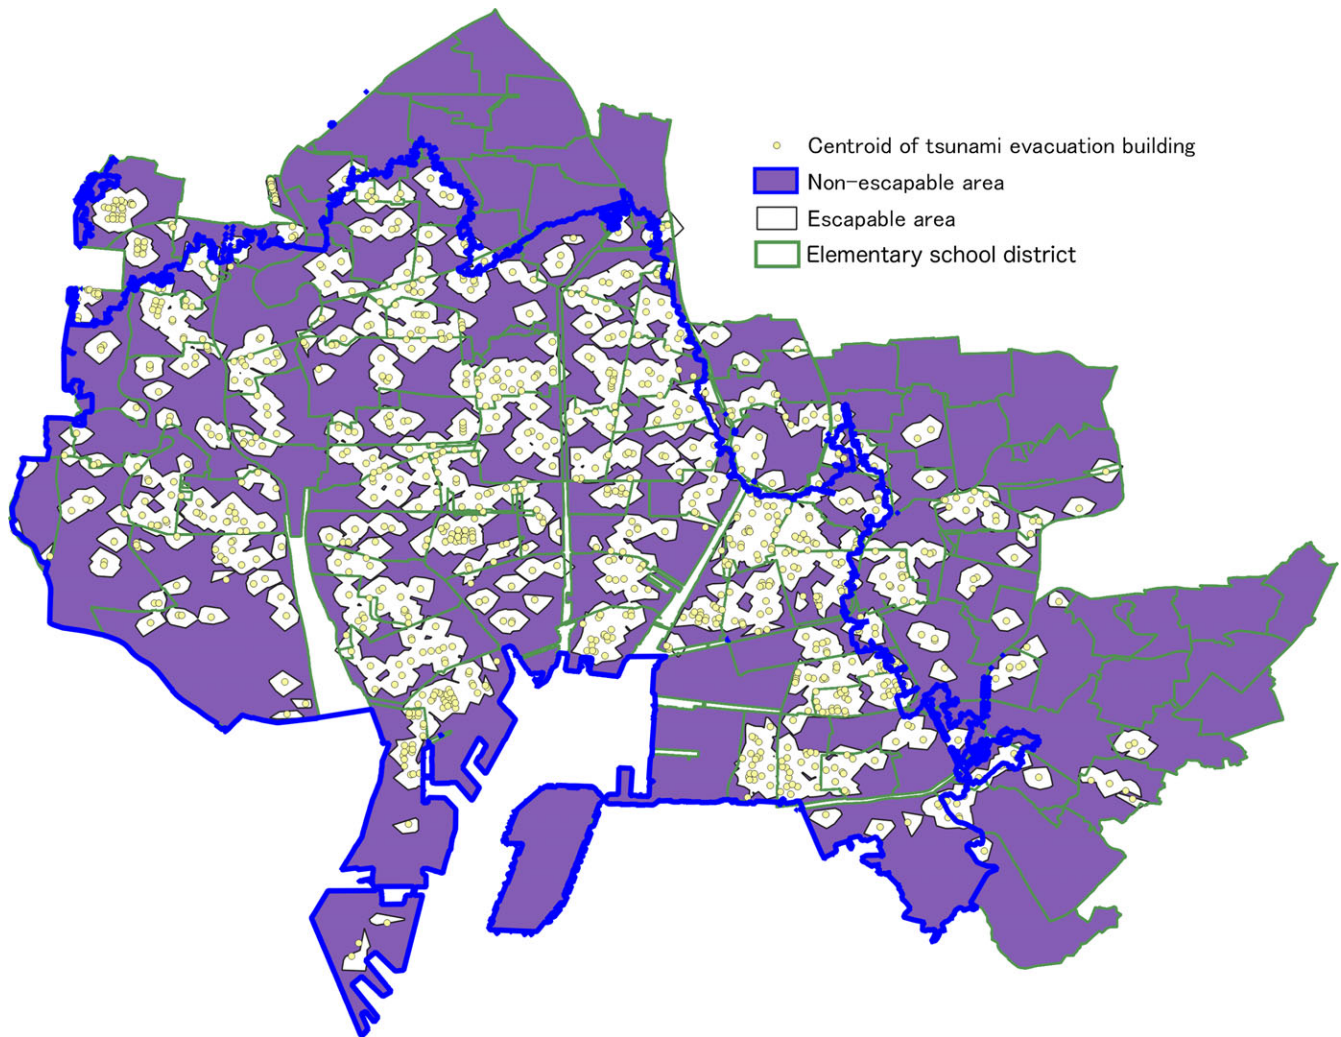 Centroid of tsunami evacuation building
Non-escapable area
Escapable area
Elementary school district